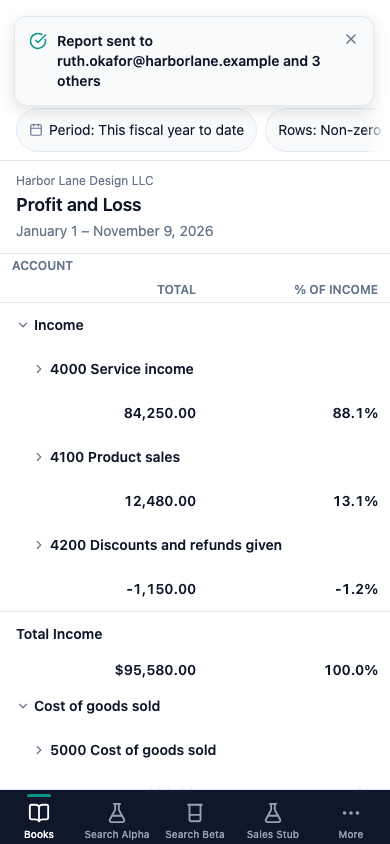 Report sent to
ruth.okafor@harborlane.example and 3
others
Period: This fiscal year to date
Rows: Non-zero
Harbor Lane Design LLC
Profit and Loss
January 1 – November 9, 2026
ACCOUNT
TOTAL % OF INCOME
Income
4000 Service income
84,250.00 88.1%
4100 Product sales
12,480.00 13.1%
4200 Discounts and refunds given
-1,150.00 -1.2%
Total Income
$95,580.00 100.0%
Cost of goods sold
5000 Cost of goods sold
Books Search Alpha Search Beta Sales Stub More